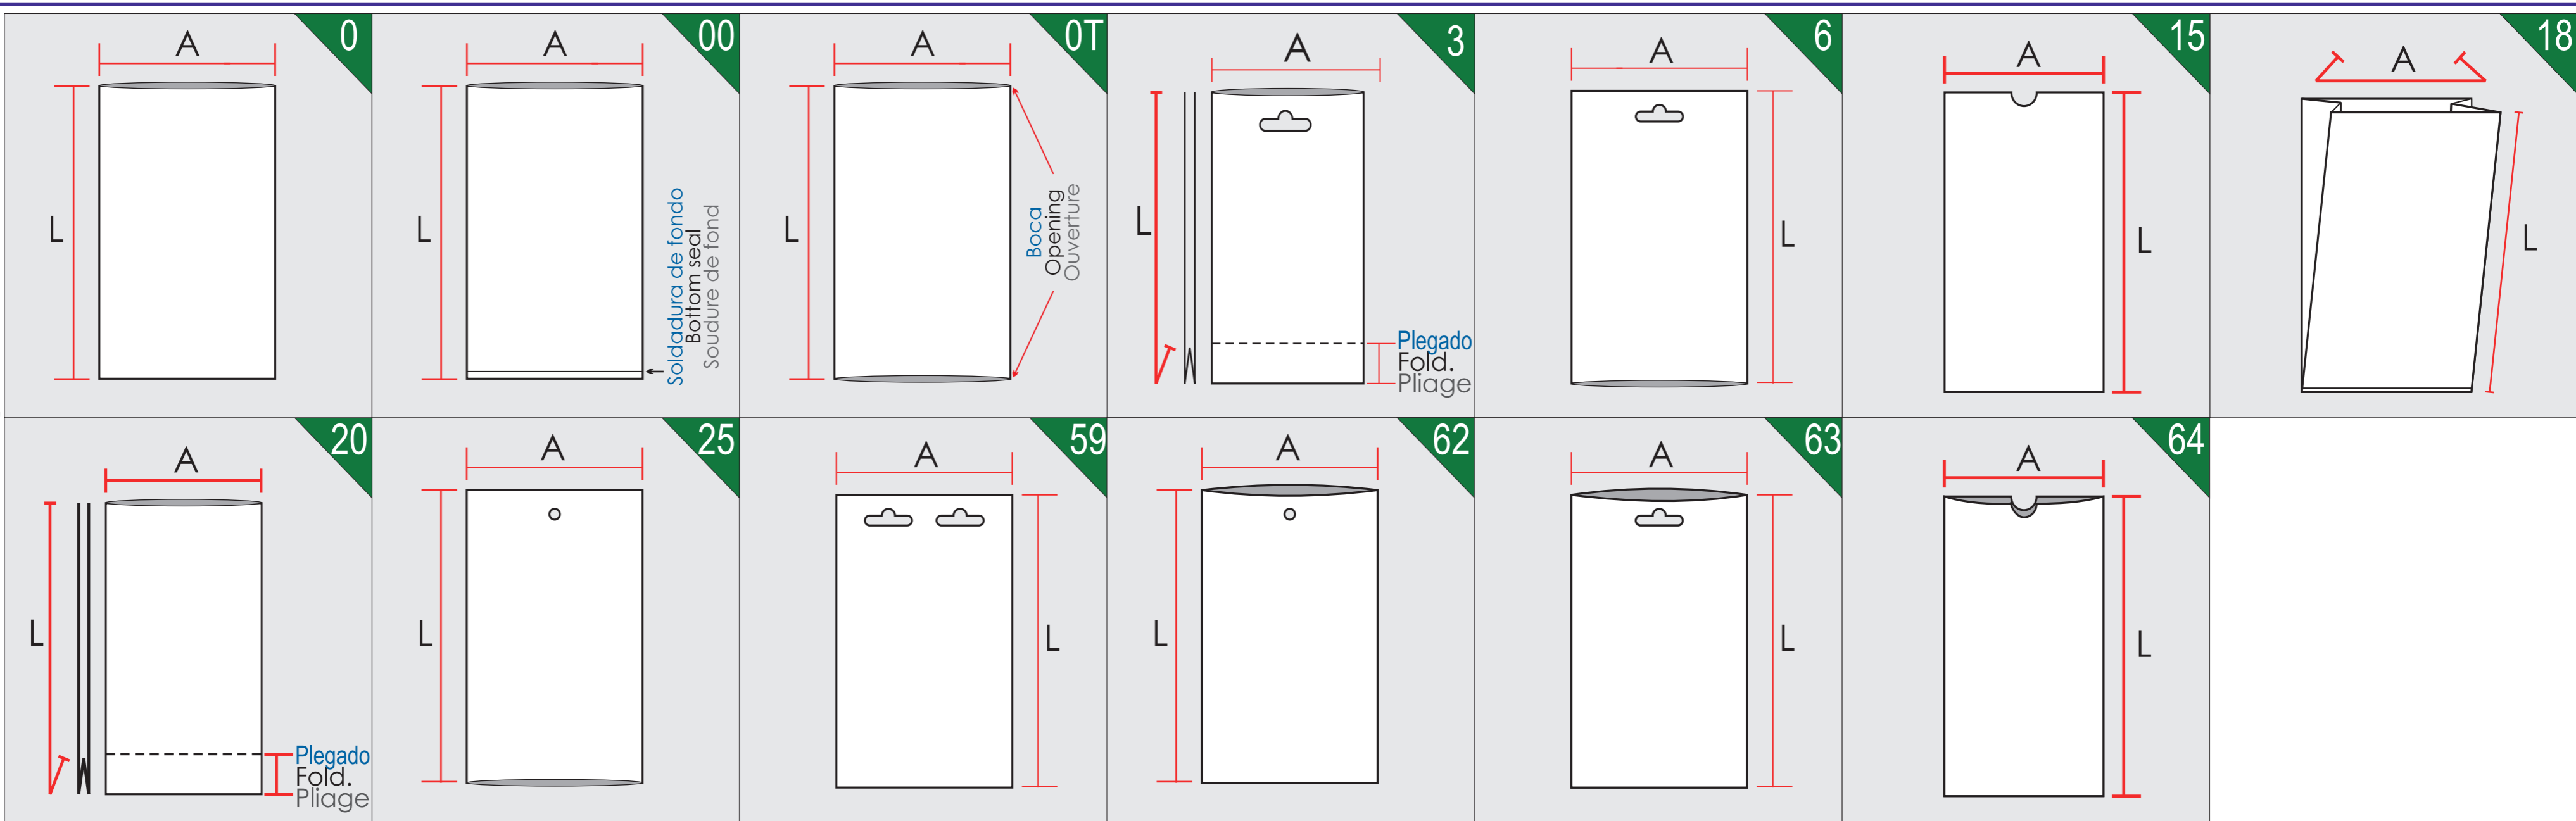 A
0
L
A
00
L
Soldadura de fondo
Bottom seal
Soudure de fond
A
0T
L
Boca
Opening
Ouverture
A
3
L
Plegado
Fold.
Pliage
A
6
L
A
15
L
A
18
L
A
20
L
Plegado
Fold.
Pliage
A
25
L
A
59
L
A
62
L
A
63
L
A
64
L